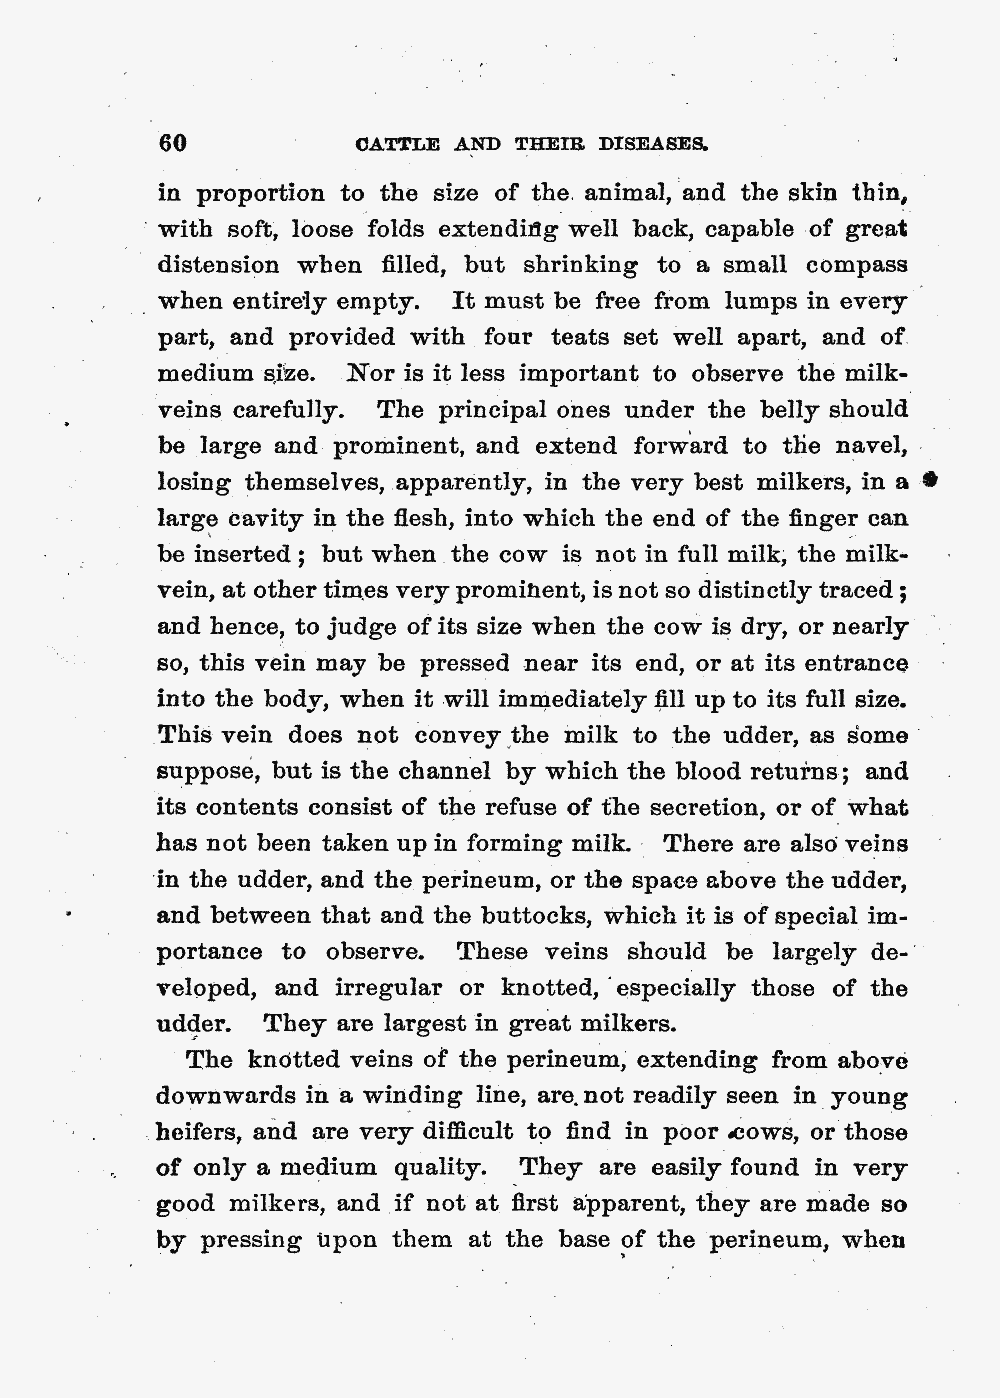 60 CATTLE AND THEIR DISEASES.
in proportion to the size of the animal, and the skin thin,
with soft, loose folds extending well back, capable of great
distension when filled, but shrinking to a small compass
when entirely empty. It must be free from lumps in every
part, and provided with four teats set well apart, and of
medium size. Nor is it less important to observe the milk-
veins carefully. The principal ones under the belly should
be large and prominent, and extend forward to the navel,
losing themselves, apparently, in the very best milkers, in a
large cavity in the flesh, into which the end of the finger can
be inserted ; but when the cow is not in full milk, the milk-
vein, at other times very prominent, is not so distinctly traced ;
and hence, to judge of its size when the cow is dry, or nearly
so, this vein may be pressed near its end, or at its entrance
into the body, when it will immediately fill up to its full size.
This vein does not convey the milk to the udder, as some
suppose, but is the channel by which the blood returns; and
its contents consist of the refuse of the secretion, or of what
has not been taken up in forming milk. There are also veins
in the udder, and the perineum, or the space above the udder,
and between that and the buttocks, which it is of special im-
portance to observe. These veins should be largely de-
veloped, and irregular or knotted, especially those of the
udder. They are largest in great milkers.
The knotted veins of the perineum, extending from above
downwards in a winding line, are not readily seen in young
heifers, and are very difficult to find in poor cows, or those
of only a medium quality. They are easily found in very
good milkers, and if not at first apparent, they are made so
by pressing upon them at the base of the perineum, when